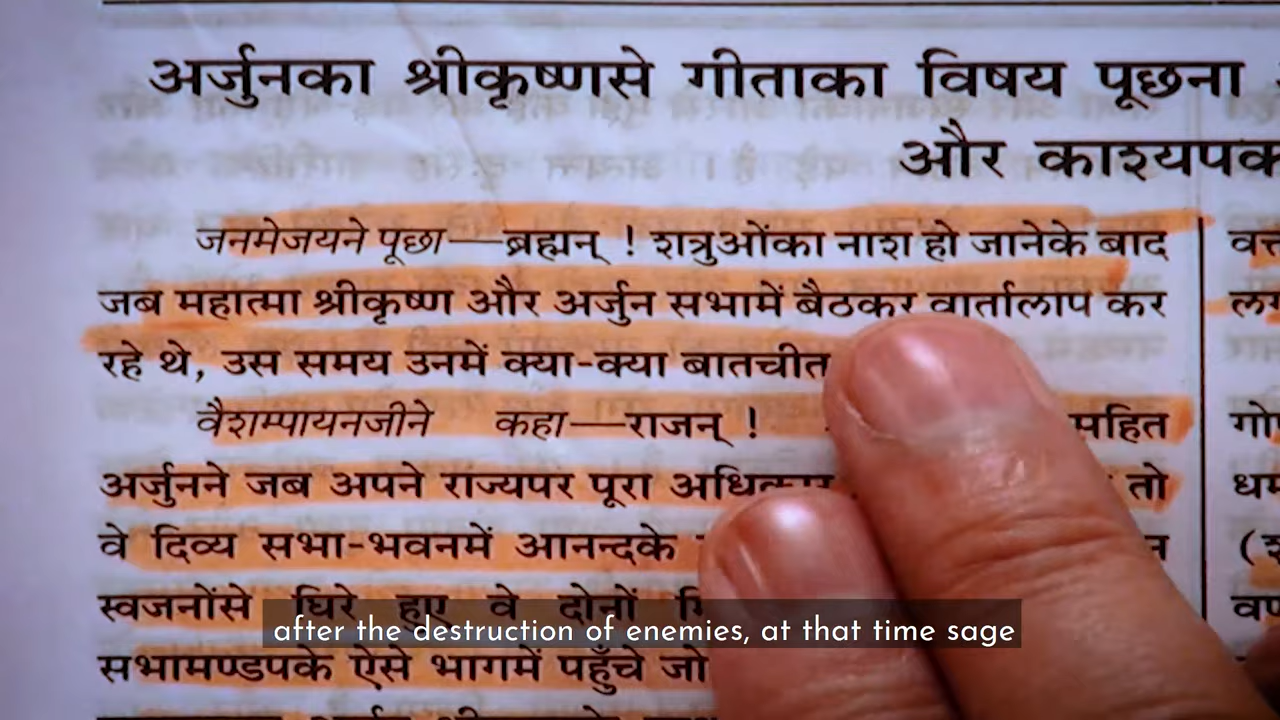 अर्जुनका श्रीकृष्णसे गीताका विषय पूछना
और काश्यपक
जनमेजयने पूछा—ब्रह्मन् ! शत्रुओंका नाश हो जानेके बाद
जब महात्मा श्रीकृष्ण और अर्जुन सभामें बैठकर वार्तालाप कर
रहे थे, उस समय उनमें क्या-क्या बातचीत
वैशम्पायनजीने कहा—राजन् !
अर्जुनने जब अपने राज्यपर पूरा तो
वे दिव्य सभा-भवनमें आनन्दके
स्वजनोंसे घिरे हुए वे दोनों
सभामण्डपके ऐसे भागमें पहुँचे जो
after the destruction of enemies, at that time sage